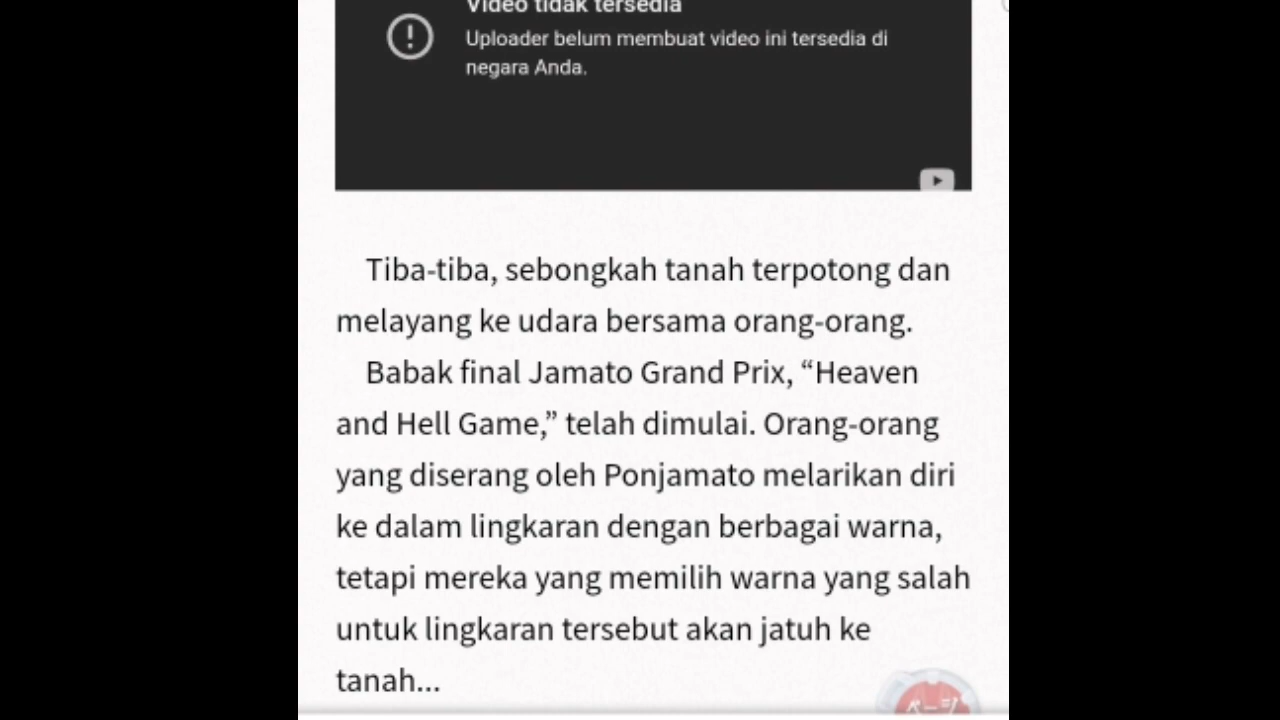 Video tidak tersedia
Uploader belum membuat video ini tersedia di
negara Anda.
Tiba-tiba, sebongkah tanah terpotong dan
melayang ke udara bersama orang-orang.
Babak final Jamato Grand Prix, “Heaven
and Hell Game,” telah dimulai. Orang-orang
yang diserang oleh Ponjamato melarikan diri
ke dalam lingkaran dengan berbagai warna,
tetapi mereka yang memilih warna yang salah
untuk lingkaran tersebut akan jatuh ke
tanah...